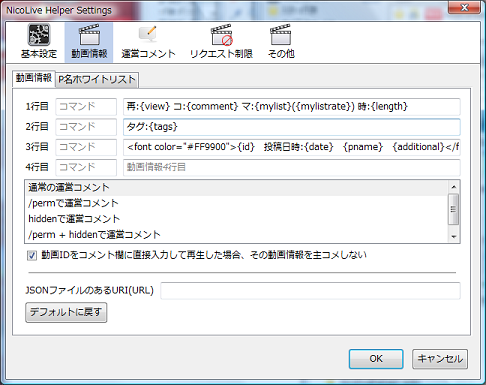 NicoLive Helper Settings
基本設定 動画情報 運営コメント リクエスト制限 その他
動画情報 P名ホワイトリスト
1行目 コマンド 再:{view} コ:{comment} マ:{mylist}({mylistrate}) 時:{length}
2行目 コマンド タグ:{tags}
3行目 コマンド <font color="#FF9900">{id} 投稿日時:{date} {pname} {additional}</f
4行目 コマンド 動画情報4行目
通常の運営コメント
/permで運営コメント
hiddenで運営コメント
/perm + hiddenで運営コメント
動画IDをコメント欄に直接入力して再生した場合、その動画情報を主コメしない
JSONファイルのあるURI(URL)
デフォルトに戻す
OK キャンセル